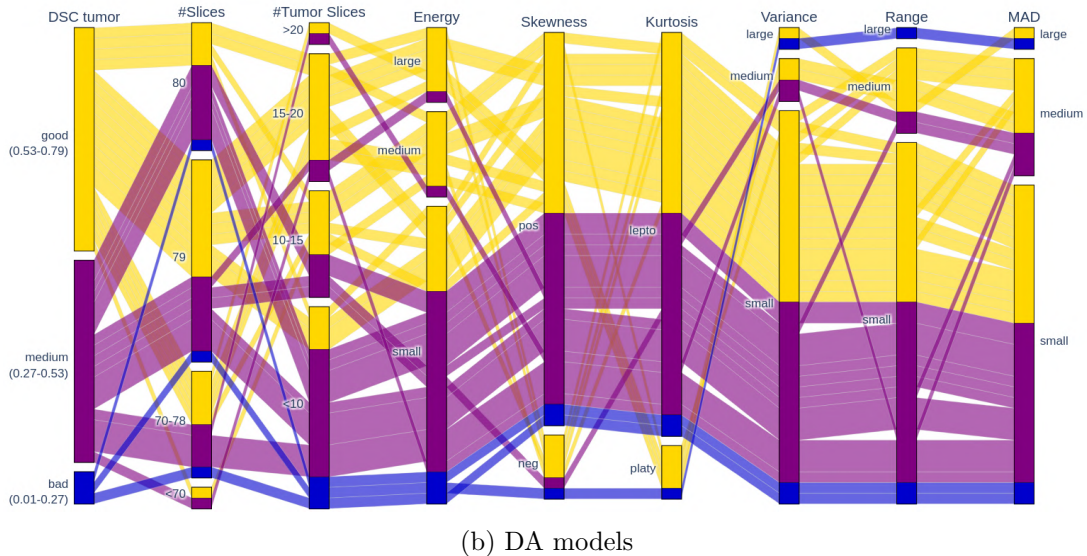 DSC tumor
#Slices
#Tumor Slices
Energy
Skewness
Kurtosis
Variance
Range
MAD
good
(0.53-0.79)
medium
(0.27-0.53)
bad
(0.01-0.27)
80
79
70-78
<70
>20
15-20
10-15
<10
large
medium
small
pos
neg
lepto
platy
large
medium
small
large
medium
small
large
medium
small
(b) DA models